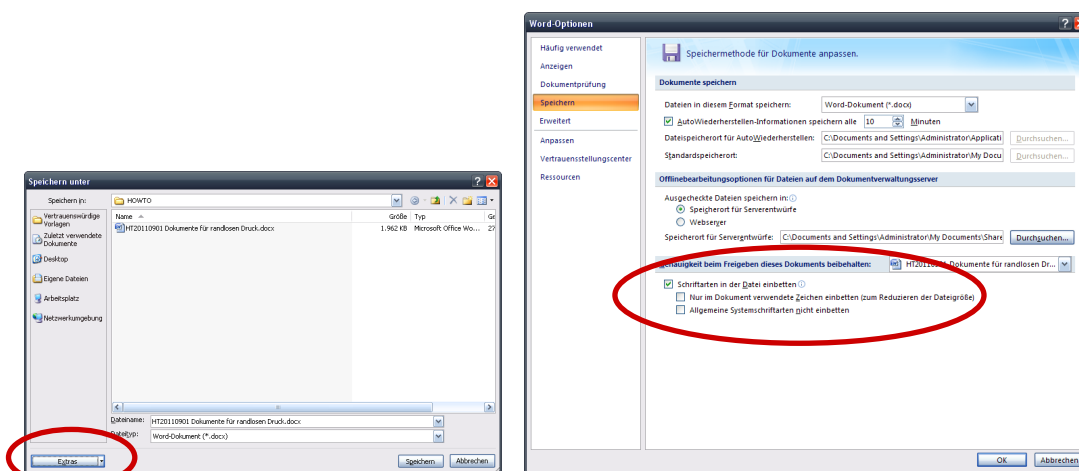 Speichern unter
Speichern in:
HOWTO
Vertrauenswürdige
Vorlagen
Zuletzt verwendete
Dokumente
Desktop
Eigene Dateien
Arbeitsplatz
Netzwerkumgebung
Name Größe Typ Ge
HT20110901 Dokumente für randlosen Druck.docx 1.962 KB Microsoft Office Wo... 27
Dateiname: HT20110901 Dokumente für randlosen Druck.docx
Dateityp: Word-Dokument (*.docx)
Extras
Speichern Abbrechen
Word-Optionen
Häufig verwendet
Anzeigen
Dokumentprüfung
Speichern
Erweitert
Anpassen
Vertrauensstellungscenter
Ressourcen
Speichermethode für Dokumente anpassen.
Dokumente speichern
Dateien in diesem Format speichern: Word-Dokument (*.docx)
AutoWiederherstellen-Informationen speichern alle 10 Minuten
Dateispeicherort für AutoWiederherstellen: C:\Documents and Settings\Administrator\Applicati Durchsuchen...
Standardspeicherort: C:\Documents and Settings\Administrator\My Docu Durchsuchen...
Offlinebearbeitungsoptionen für Dateien auf dem Dokumentverwaltungsserver
Ausgecheckte Dateien speichern in:
Speicherort für Serverentwürfe
Webserver
Speicherort für Serverentwürfe: C:\Documents and Settings\Administrator\My Documents\Share Durchsuchen...
Genauigkeit beim Freigeben dieses Dokuments beibehalten: HT20110901 Dokumente für randlosen Dr...
Schriftarten in der Datei einbetten
Nur im Dokument verwendete Zeichen einbetten (zum Reduzieren der Dateigröße)
Allgemeine Systemschriftarten nicht einbetten
OK Abbrechen